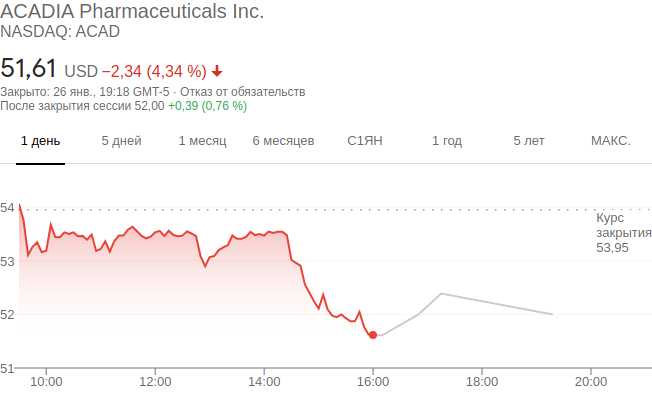 ACADIA Pharmaceuticals Inc.
NASDAQ: ACAD
51,61 USD −2,34 (4,34 %)
Закрыто: 26 янв., 19:18 GMT-5 · Отказ от обязательств
После закрытия сессии 52,00 +0,39 (0,76 %)
1 день 5 дней 1 месяц 6 месяцев С1ЯН 1 год 5 лет МАКС.
54
Курс
закрытия
53,95
53
52
51
10:00 12:00 14:00 16:00 18:00 20:00